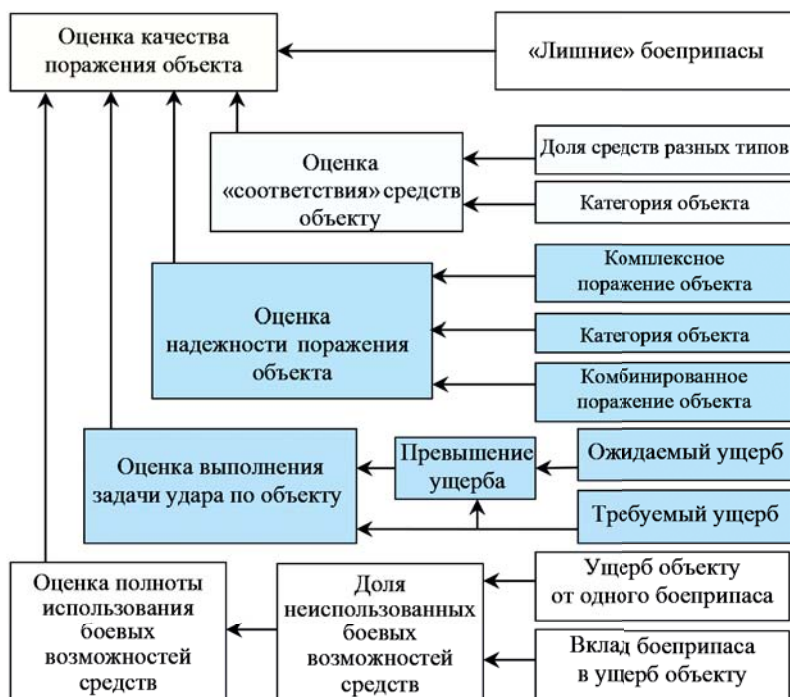 Оценка качества
поражения объекта
«Лишние» боеприпасы
Оценка
«соответствия» средств
объекту
Доля средств разных типов
Категория объекта
Оценка
надежности поражения
объекта
Комплексное
поражение объекта
Категория объекта
Комбинированное
поражение объекта
Оценка выполнения
задачи удара по объекту
Превышение
ущерба
Ожидаемый ущерб
Требуемый ущерб
Оценка полноты
использования
боевых
возможностей
средств
Доля
неиспользованных
боевых
возможностей
средств
Ущерб объекту
от одного боеприпаса
Вклад боеприпаса
в ущерб объекту